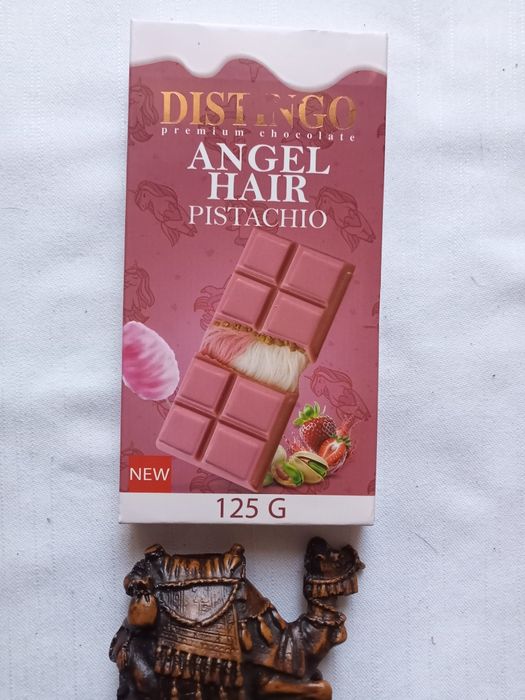 DISTINGO
premium chocolate
ANGEL
HAIR
PISTACHIO
NEW
125 G